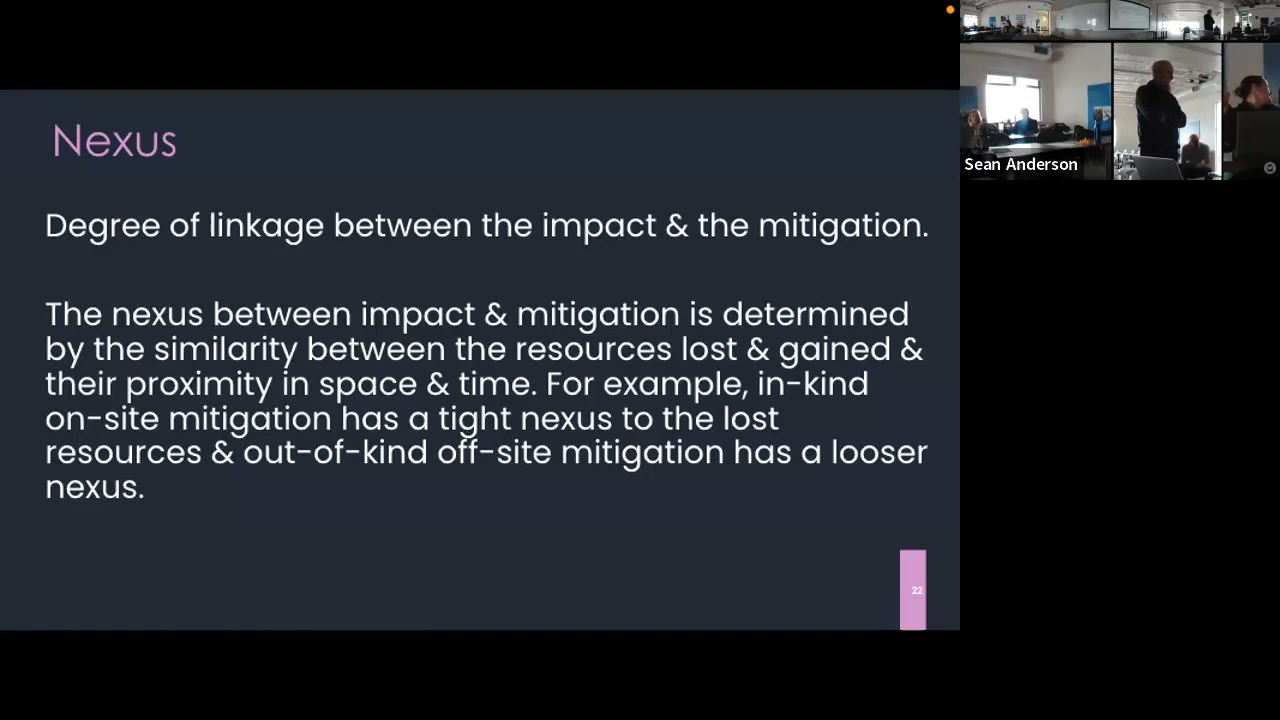 Nexus
Degree of linkage between the impact & the mitigation.
The nexus between impact & mitigation is determined
by the similarity between the resources lost & gained &
their proximity in space & time. For example, in-kind
on-site mitigation has a tight nexus to the lost
resources & out-of-kind off-site mitigation has a looser
nexus.
22
Sean Anderson